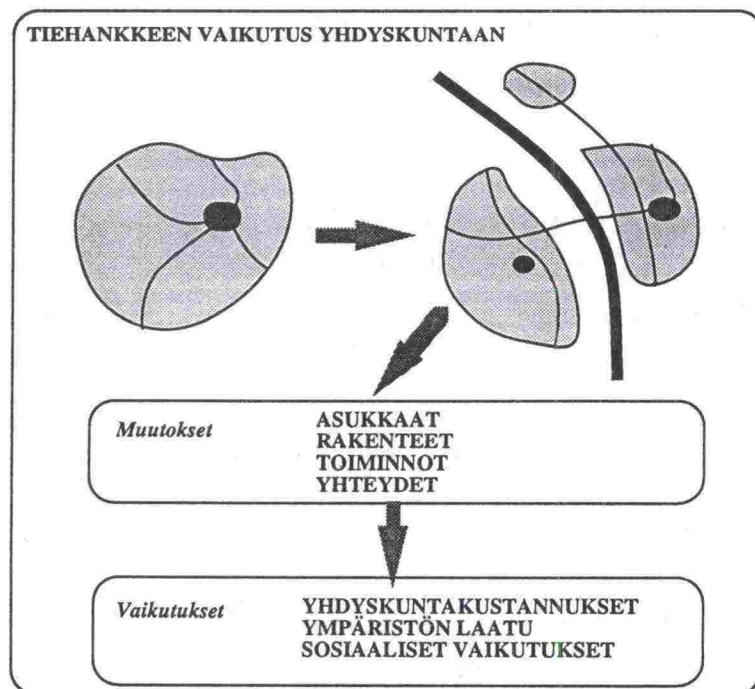 TIEHANKKEEN VAIKUTUS YHDYSKUNTAAN
Muutokset
ASUKKAAT
RAKENTEET
TOIMINNOT
YHTEYDET
Vaikutukset
YHDYSKUNTAKUSTANNUKSET
YMPÄRISTÖN LAATU
SOSIAALISET VAIKUTUKSET